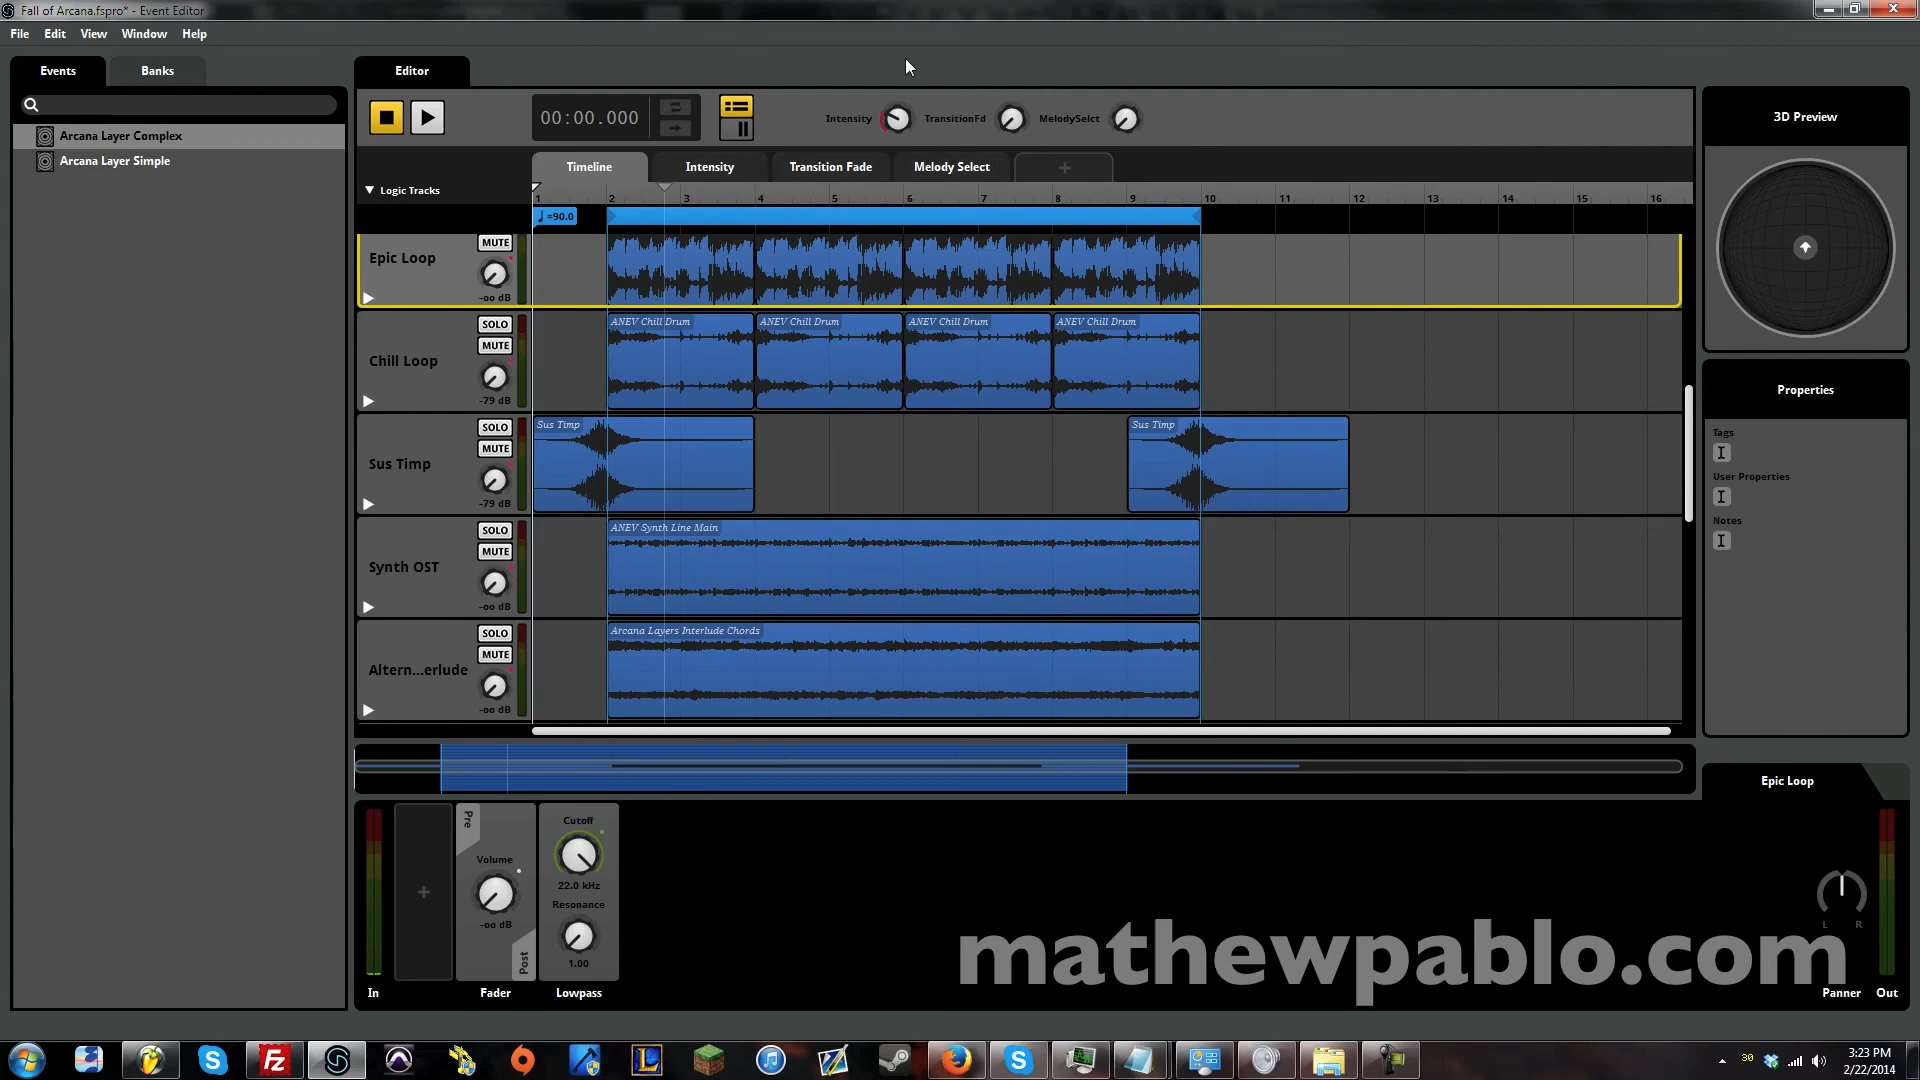 Fall of Arcana.fspro* - Event Editor
File Edit View Window Help
Events Banks Editor
00:00.000
Intensity TransitionFd MelodySelct
3D Preview
Arcana Layer Complex
Arcana Layer Simple
Timeline Intensity Transition Fade Melody Select +
Logic Tracks
1 2 3 4 5 6 7 8 9 10 11 12 13 14 15 16
♩=90.0
Epic Loop
MUTE
-oo dB
Chill Loop
SOLO
MUTE
-79 dB
ANEV Chill Drum ANEV Chill Drum ANEV Chill Drum ANEV Chill Drum
Sus Timp
SOLO
MUTE
-79 dB
Sus Timp Sus Timp
Synth OST
SOLO
MUTE
-oo dB
ANEV Synth Line Main
Altern...erlude
SOLO
MUTE
-oo dB
Arcana Layers Interlude Chords
Properties
Tags
User Properties
Notes
Epic Loop
In
+
Pre
Volume
-oo dB
Post
Fader
Cutoff
22.0 kHz
Resonance
1.00
Lowpass
L R
Panner Out
mathewpablo.com
30
3:23 PM
2/22/2014